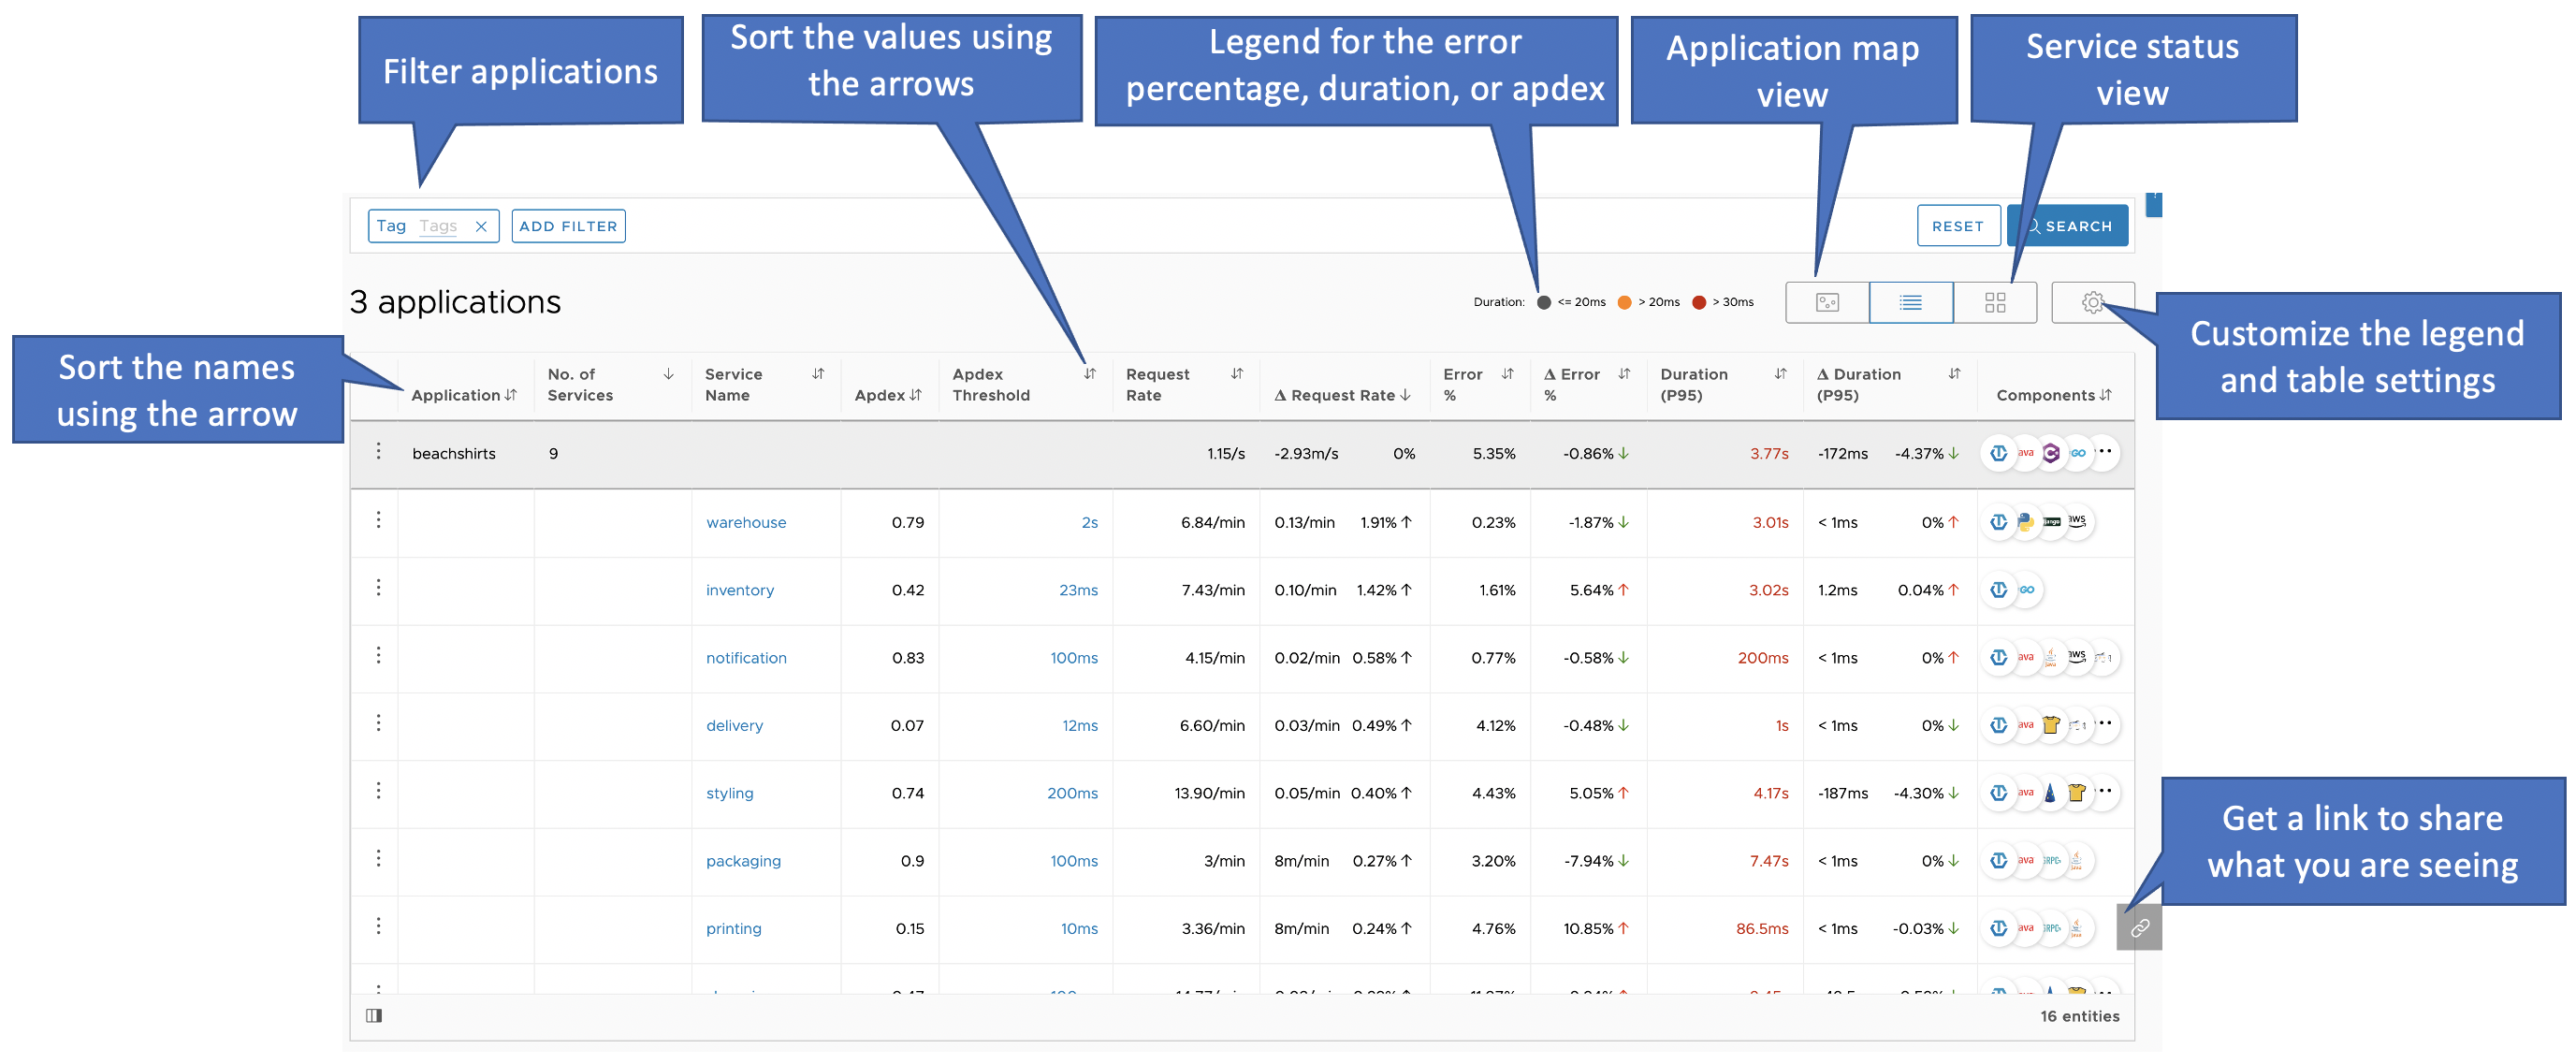 Filter applications
Sort the values using
the arrows
Legend for the error
percentage, duration, or apdex
Application map
view
Service status
view
Tag Tags ADD FILTER RESET SEARCH
3 applications
Duration: <= 20ms > 20ms > 30ms
Customize the legend
and table settings
Sort the names
using the arrow
Application No. of Services Service Name Apdex Apdex Threshold Request Rate Δ Request Rate Error % Δ Error % Duration (P95) Δ Duration (P95) Components
beachshirts 9 1.15/s -2.93m/s 0% 5.35% -0.86% 3.77s -172ms -4.37%
warehouse 0.79 2s 6.84/min 0.13/min 1.91% 0.23% -1.87% 3.01s < 1ms 0% aws
inventory 0.42 23ms 7.43/min 0.10/min 1.42% 1.61% 5.64% 3.02s 1.2ms 0.04% GO
notification 0.83 100ms 4.15/min 0.02/min 0.58% 0.77% -0.58% 200ms < 1ms 0% ava aws
delivery 0.07 12ms 6.60/min 0.03/min 0.49% 4.12% -0.48% 1s < 1ms 0% ava
styling 0.74 200ms 13.90/min 0.05/min 0.40% 4.43% 5.05% 4.17s -187ms -4.30% ava
packaging 0.9 100ms 3/min 8m/min 0.27% 3.20% -7.94% 7.47s < 1ms 0% ava GRPC
printing 0.15 10ms 3.36/min 8m/min 0.24% 4.76% 10.85% 86.5ms < 1ms -0.03% ava GRPC
Get a link to share
what you are seeing
16 entities